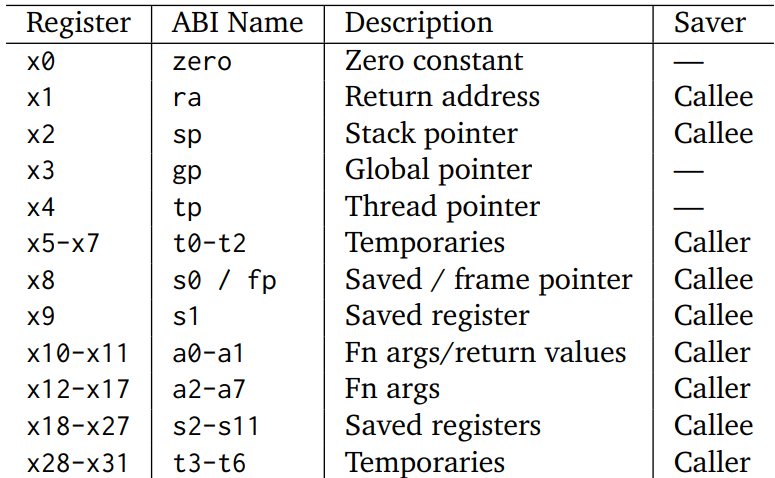 Register ABI Name Description Saver
x0 zero Zero constant —
x1 ra Return address Callee
x2 sp Stack pointer Callee
x3 gp Global pointer —
x4 tp Thread pointer —
x5-x7 t0-t2 Temporaries Caller
x8 s0 / fp Saved / frame pointer Callee
x9 s1 Saved register Callee
x10-x11 a0-a1 Fn args/return values Caller
x12-x17 a2-a7 Fn args Caller
x18-x27 s2-s11 Saved registers Callee
x28-x31 t3-t6 Temporaries Caller